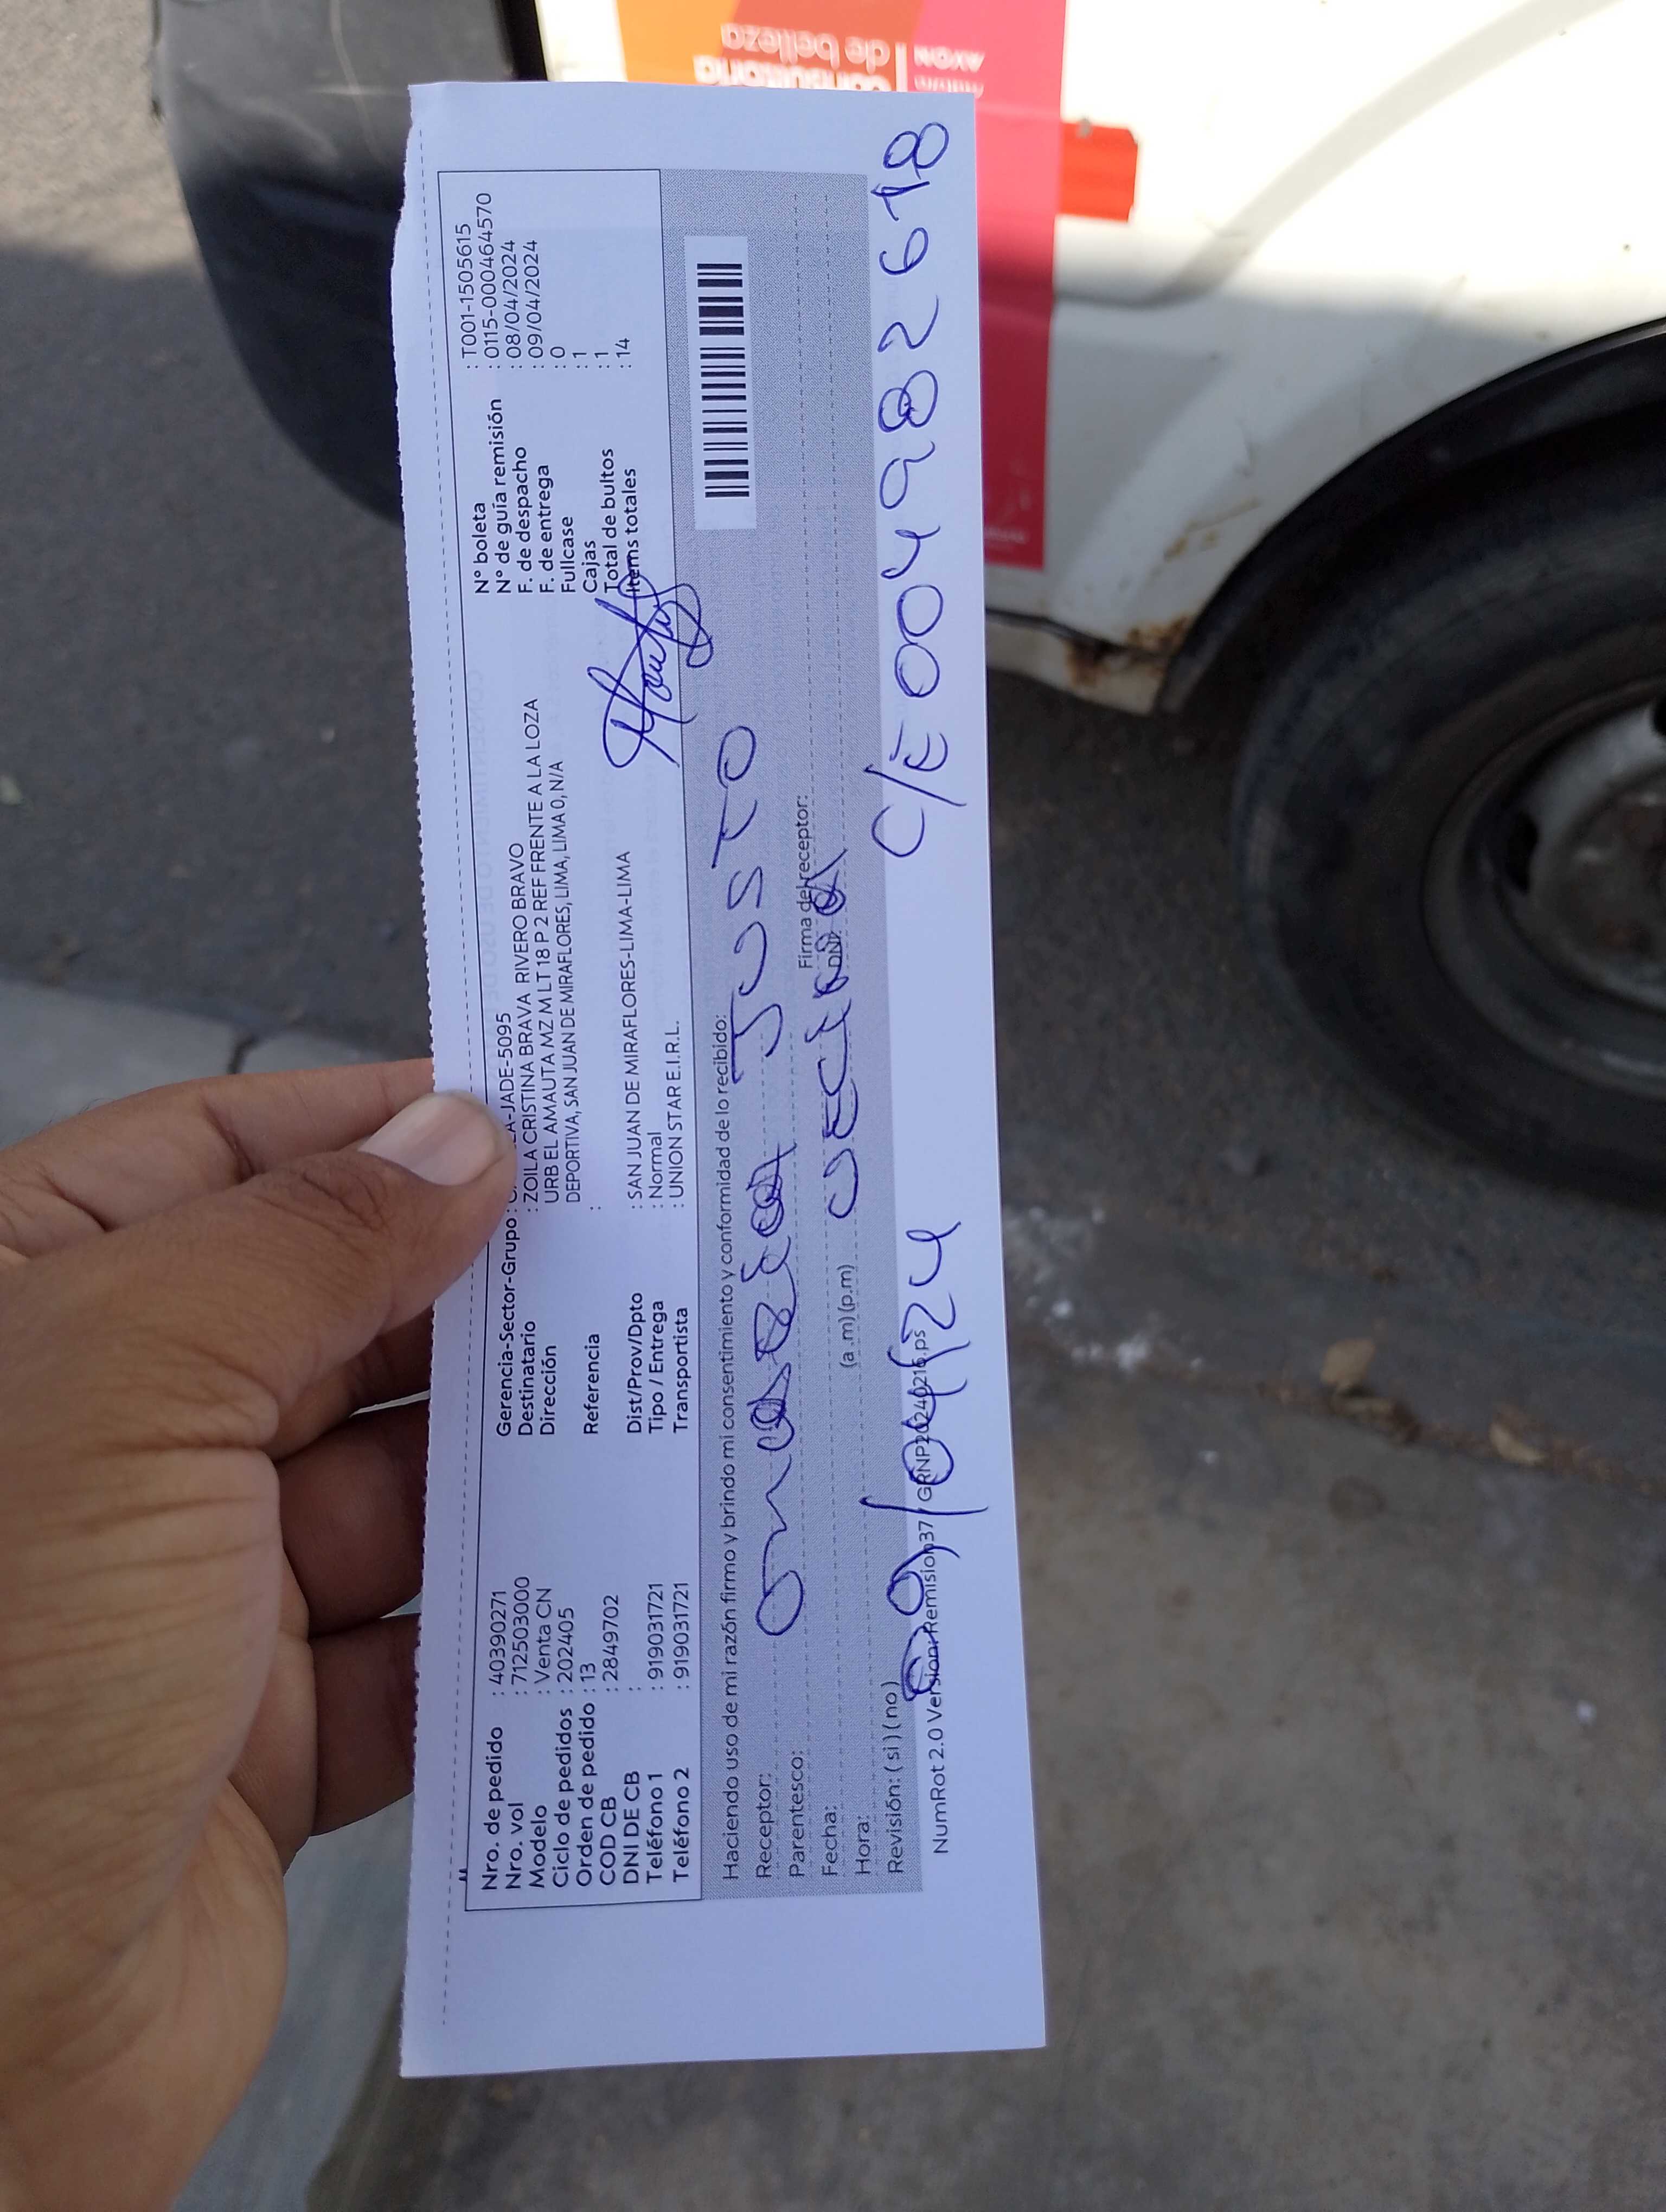 Nro. de pedido : 40390271
Nro. vol : 712503000
Modelo : Venta CN
Ciclo de pedidos : 202405
Orden de pedido : 13
COD CB : 2849702
DNI DE CB :
Teléfono 1 : 919031721
Teléfono 2 : 919031721
Gerencia-Sector-Grupo : -JADE-5095
Destinatario : ZOILA CRISTINA BRAVA RIVERO BRAVO
Dirección URB EL AMAUTA MZ M LT 18 P 2 REF FRENTE A LA LOZA
DEPORTIVA, SAN JUAN DE MIRAFLORES, LIMA, LIMA 0, N/A
Referencia :
Dist/Prov/Dpto : SAN JUAN DE MIRAFLORES-LIMA-LIMA
Tipo / Entrega : Normal
Transportista : UNION STAR E.I.R.L.
N° boleta : T001-1505615
N° de guía remisión : 0115-000464570
F. de despacho : 08/04/2024
F. de entrega : 09/04/2024
Fullcase : 0
Cajas : 1
Total de bultos : 1
Items totales : 14
Haciendo uso de mi razón firmo y brindo mi consentimiento y conformidad de lo recibido:
Receptor: JUSTO
Parentesco:
Firma del receptor:
Fecha:
DNI
Hora: (a .m) (p.m)
Revisión: ( si ) ( no )
09/04/24
C/E 004982618
NumRot 2.0 Version: Remision37 GRNP20240216.ps
consultoria
de belleza
natura
AVON